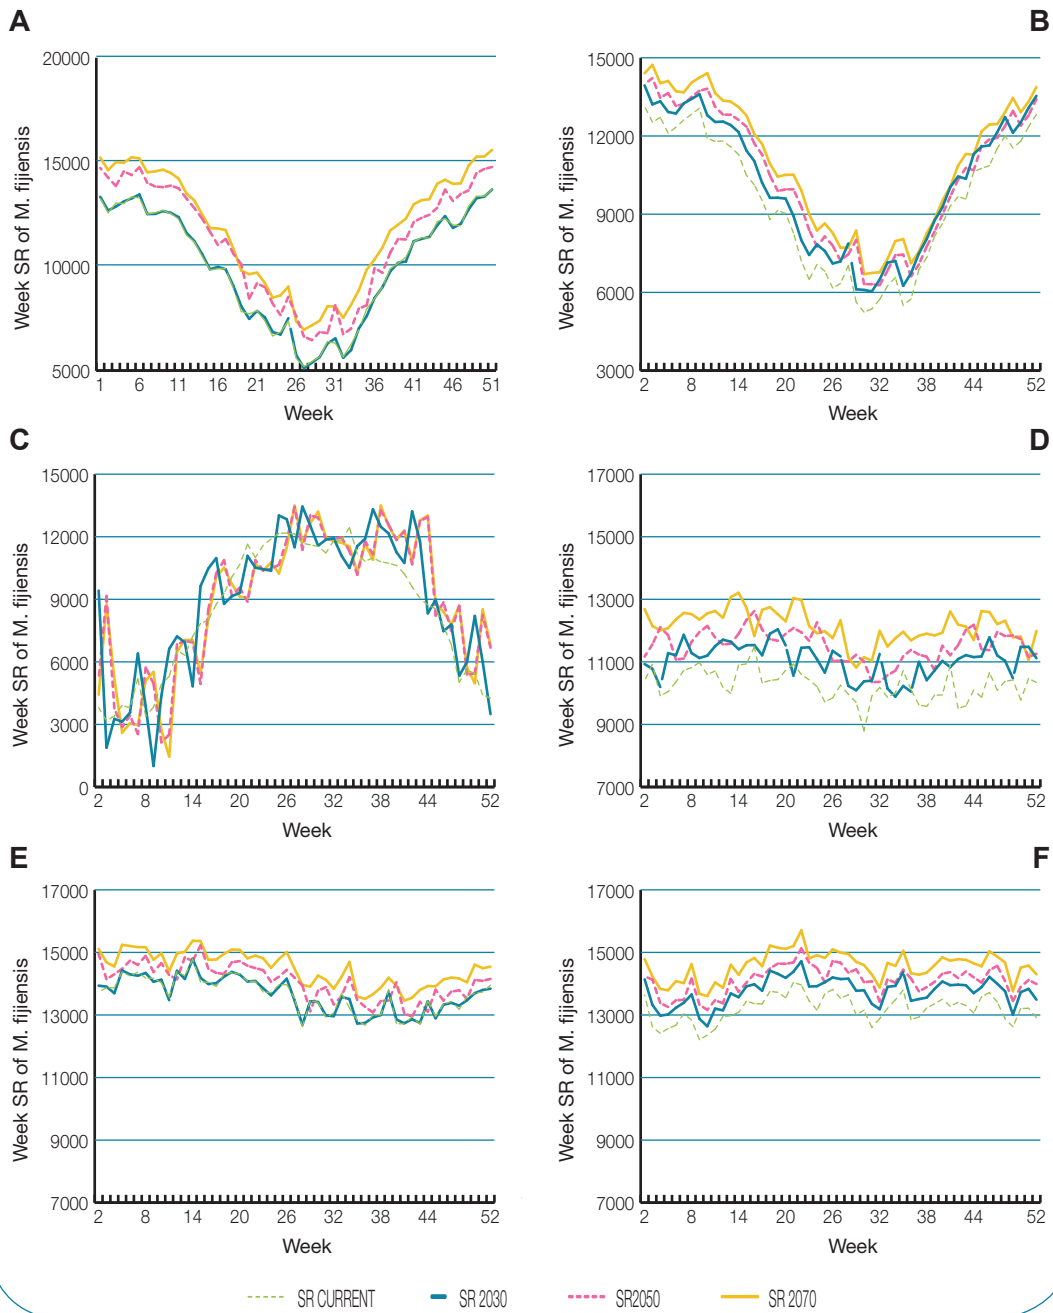 A
B
Week SR of M. fijiensis
20000
15000
10000
5000
1 6 11 16 21 26 31 36 41 46 51
Week
Week SR of M. fijiensis
15000
12000
9000
6000
3000
2 8 14 20 26 32 38 44 52
Week
C
D
Week SR of M. fijiensis
15000
12000
9000
6000
3000
0
2 8 14 20 26 32 38 44 52
Week
Week SR of M. fijiensis
17000
15000
13000
11000
9000
7000
2 8 14 20 26 32 38 44 52
Week
E
F
Week SR of M. fijiensis
17000
15000
13000
11000
9000
7000
2 8 14 20 26 32 38 44 52
Week
Week SR of M. fijiensis
17000
15000
13000
11000
9000
7000
2 8 14 20 26 32 38 44 52
Week
SR CURRENT SR 2030 SR2050 SR 2070